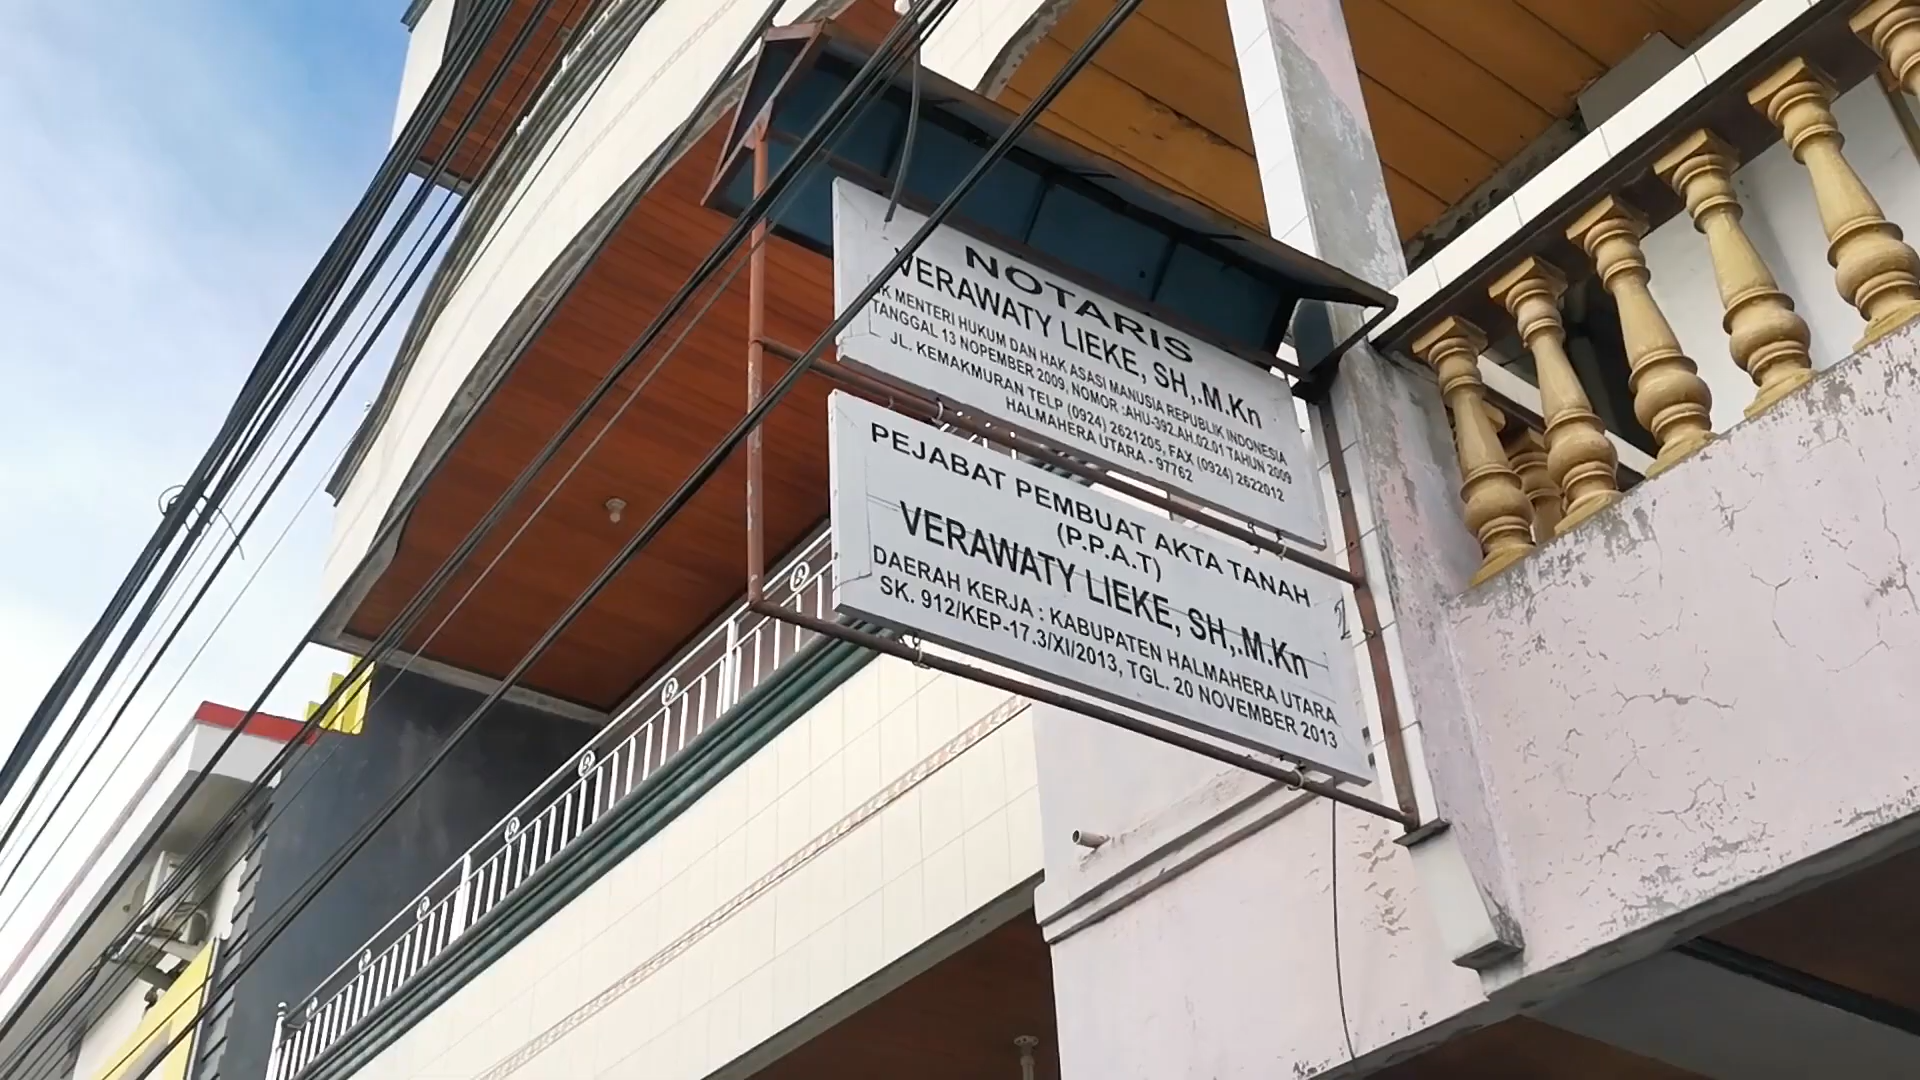 NOTARIS
VERAWATY LIEKE, SH,.M.Kn
SK MENTERI HUKUM DAN HAK ASASI MANUSIA REPUBLIK INDONESIA
TANGGAL 13 NOPEMBER 2009, NOMOR :AHU-392.AH.02.01 TAHUN 2009
JL. KEMAKMURAN TELP (0924) 2621205, FAX (0924) 2622012
HALMAHERA UTARA - 97762
PEJABAT PEMBUAT AKTA TANAH
(P.P.A.T)
VERAWATY LIEKE, SH,.M.Kn
DAERAH KERJA : KABUPATEN HALMAHERA UTARA
SK. 912/KEP-17.3/XI/2013, TGL. 20 NOVEMBER 2013